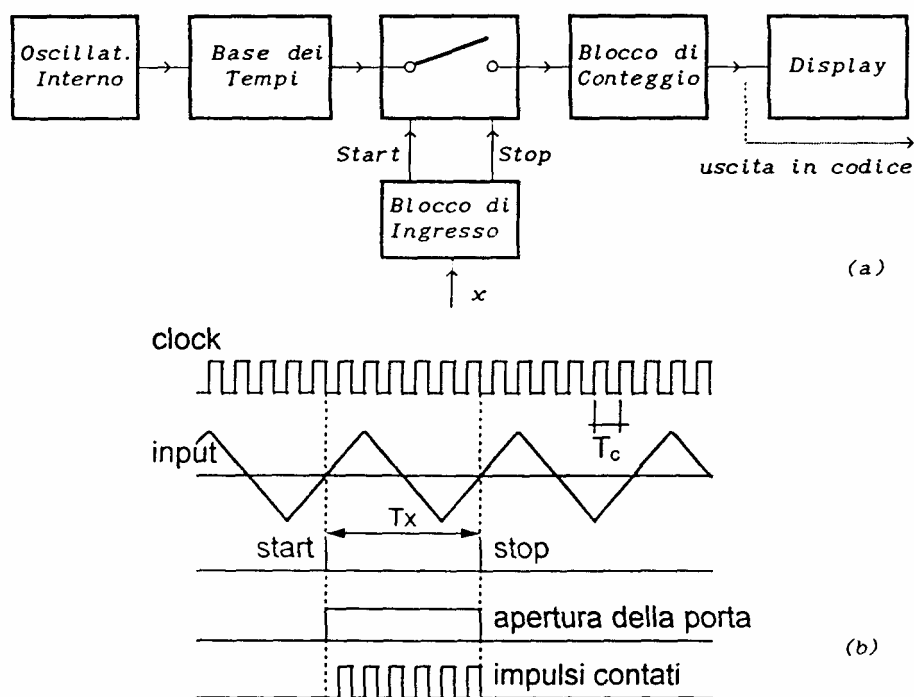 Oscillat.
Interno
Base dei
Tempi
Blocco di
Conteggio
Display
Start
Stop
uscita in codice
Blocco di
Ingresso
(a)
x
clock
input
Tc
Tx
start
stop
apertura della porta
(b)
impulsi contati